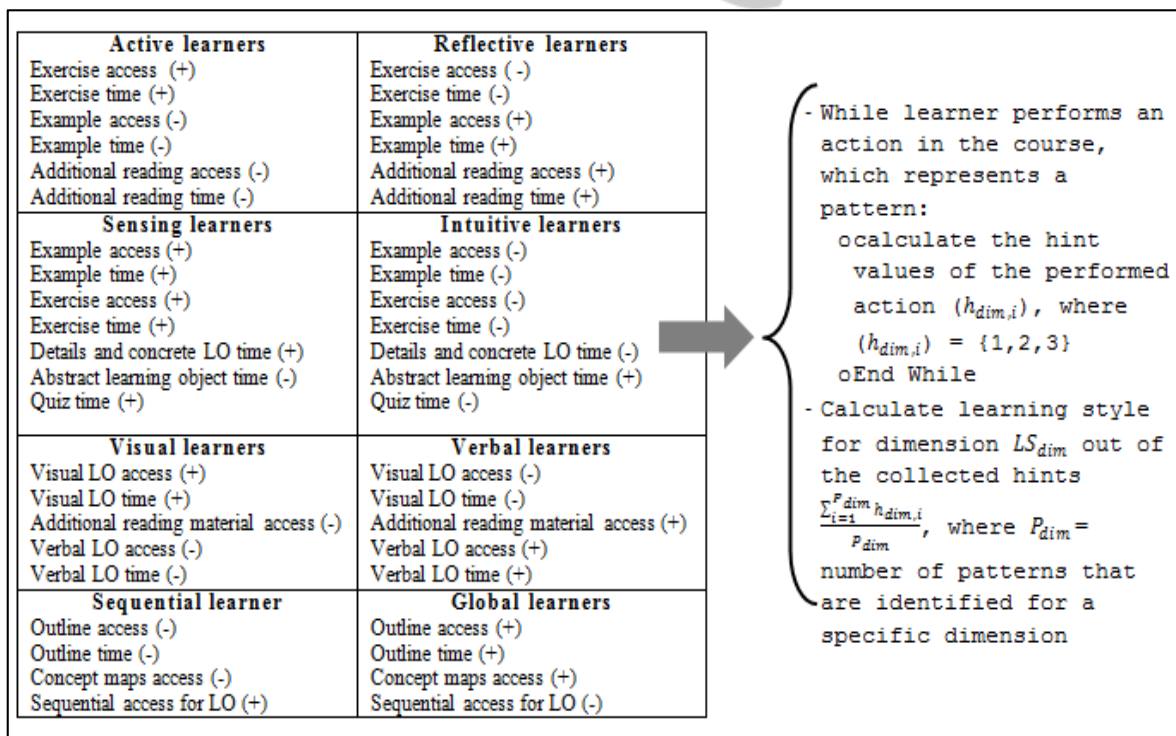 Active learners
Exercise access (+)
Exercise time (+)
Example access (-)
Example time (-)
Additional reading access (-)
Additional reading time (-)
Reflective learners
Exercise access ( -)
Exercise time (-)
Example access (+)
Example time (+)
Additional reading access (+)
Additional reading time (+)
Sensing learners
Example access (+)
Example time (+)
Exercise access (+)
Exercise time (+)
Details and concrete LO time (+)
Abstract learning object time (-)
Quiz time (+)
Intuitive learners
Example access (-)
Example time (-)
Exercise access (-)
Exercise time (-)
Details and concrete LO time (-)
Abstract learning object time (+)
Quiz time (-)
Visual learners
Visual LO access (+)
Visual LO time (+)
Additional reading material access (-)
Verbal LO access (-)
Verbal LO time (-)
Verbal learners
Visual LO access (-)
Visual LO time (-)
Additional reading material access (+)
Verbal LO access (+)
Verbal LO time (+)
Sequential learner
Outline access (-)
Outline time (-)
Concept maps access (-)
Sequential access for LO (+)
Global learners
Outline access (+)
Outline time (+)
Concept maps access (+)
Sequential access for LO (-)
- While learner performs an
action in the course,
which represents a
pattern:
ocalculate the hint
values of the performed
action (h_{dim,i}), where
(h_{dim,i}) = {1,2,3}
oEnd While
- Calculate learning style
for dimension LS_{dim} out of
the collected hints
\frac{\sum_{i=1}^{P_{dim}} h_{dim,i}}{P_{dim}}, where P_{dim}=
number of patterns that
are identified for a
specific dimension